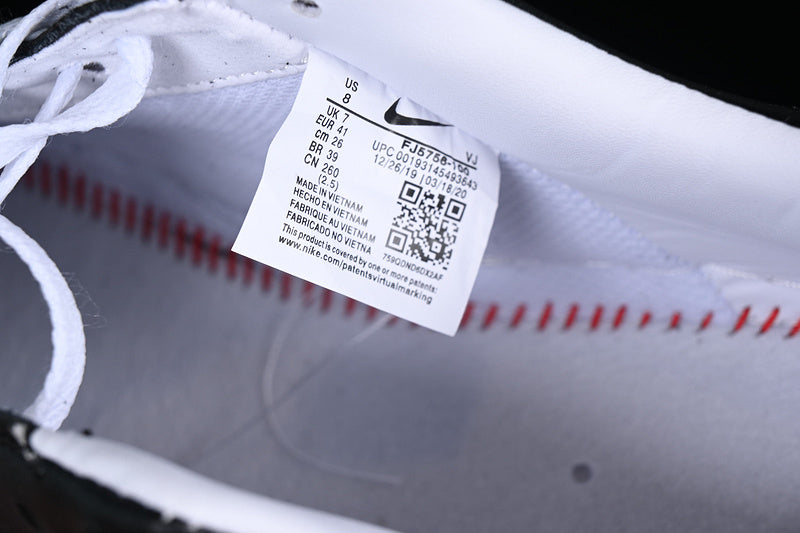 US
8
UK 7
EUR 41
cm 26
BR 39
CN 260
(2.5)
VJ
FJ5756-100
UPC 00193145493643
12/26/19 | 03/18/20
759QDND6DX2AF
MADE IN VIETNAM
HECHO EN VIETNAM
FABRIQUE AU VIETNAM
FABRICADO NO VIETNA
This product is covered by one or more patents:
www.nike.com/patentsvirtualmarking